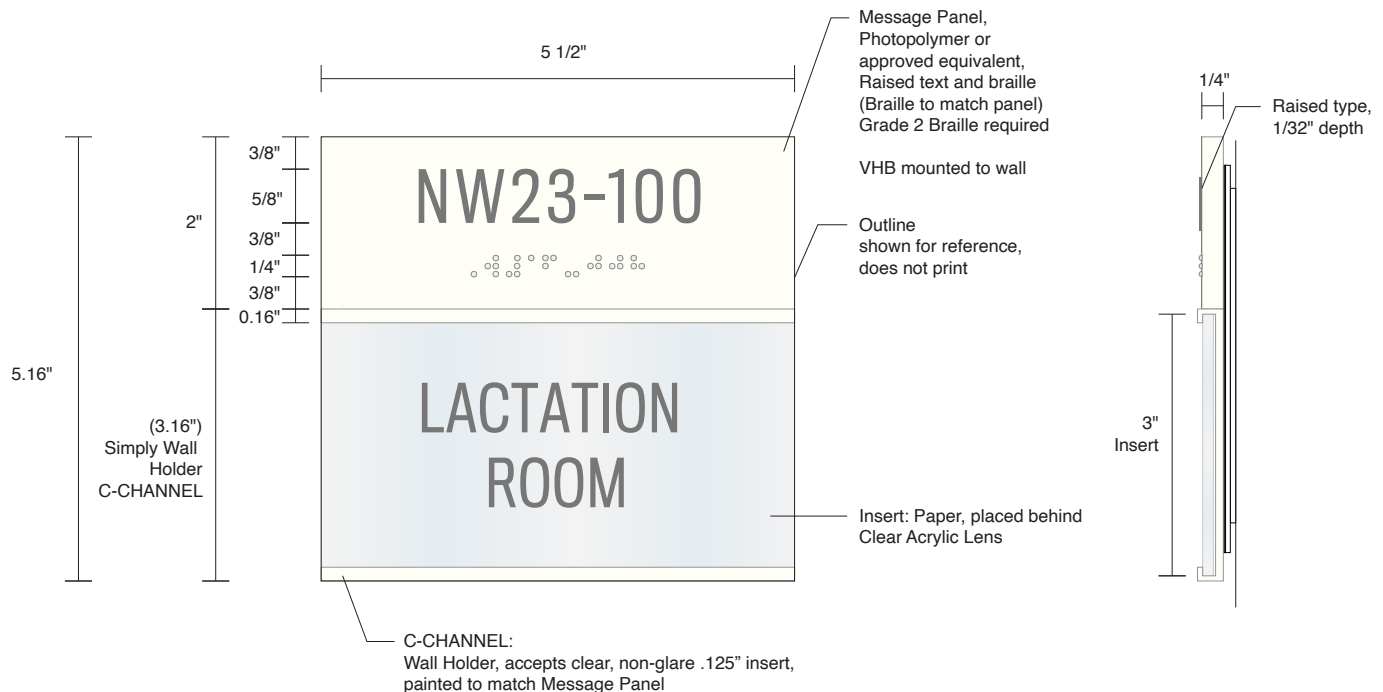 5 1/2"
Message Panel,
Photopolymer or
approved equivalent,
Raised text and braille
(Braille to match panel)
Grade 2 Braille required
VHB mounted to wall
1/4"
Raised type,
1/32" depth
3/8"
5/8"
3/8"
1/4"
3/8"
0.16"
2"
5.16"
(3.16")
Simply Wall
Holder
C-CHANNEL
NW23-100
Outline
shown for reference,
does not print
LACTATION
ROOM
3"
Insert
Insert: Paper, placed behind
Clear Acrylic Lens
C-CHANNEL:
Wall Holder, accepts clear, non-glare .125” insert,
painted to match Message Panel